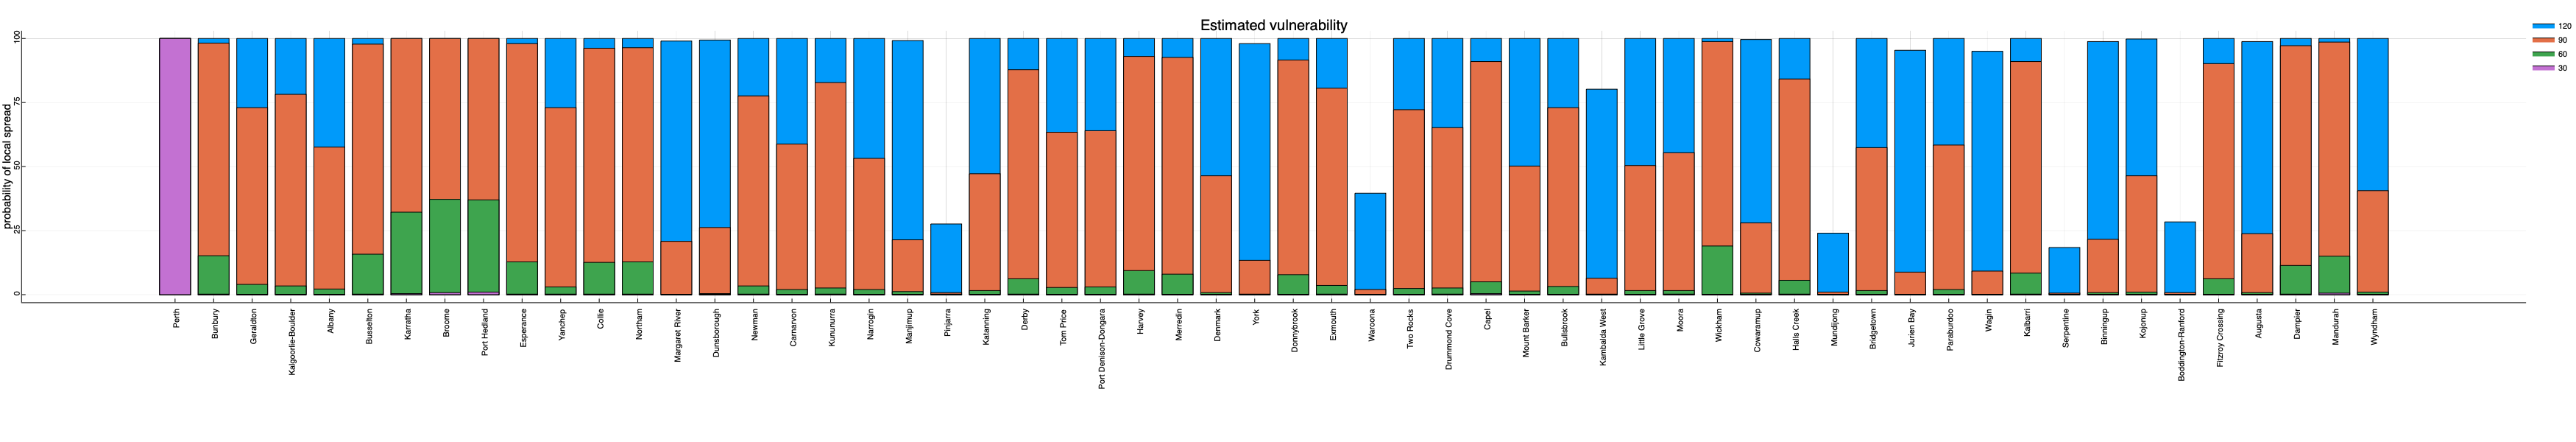 Estimated vulnerability
120
90
60
30
probability of local spread
100
75
50
25
0
Perth
Bunbury
Geraldton
Kalgoorlie-Boulder
Albany
Busselton
Karratha
Broome
Port Hedland
Esperance
Yanchep
Collie
Northam
Margaret River
Dunsborough
Newman
Carnarvon
Kununurra
Narrogin
Manjimup
Pinjarra
Katanning
Derby
Tom Price
Port Denison-Dongara
Harvey
Merredin
Denmark
York
Donnybrook
Exmouth
Waroona
Two Rocks
Drummond Cove
Capel
Mount Barker
Bullsbrook
Kambalda West
Little Grove
Moora
Wickham
Cowaramup
Halls Creek
Mundijong
Bridgetown
Jurien Bay
Paraburdoo
Wagin
Kalbarri
Serpentine
Binningup
Kojonup
Boddington-Ranford
Fitzroy Crossing
Augusta
Dampier
Mandurah
Wyndham